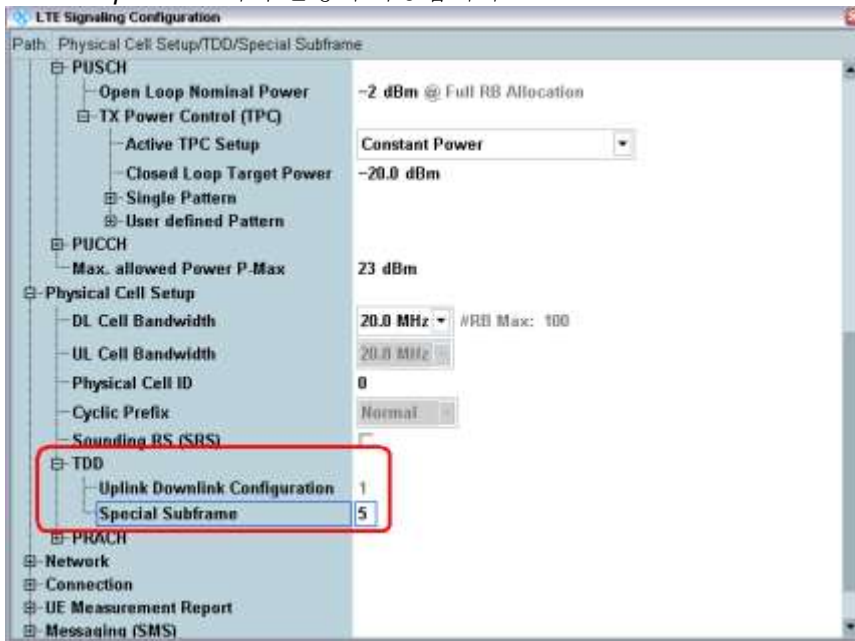 LTE Signaling Configuration
Path: Physical Cell Setup/TDD/Special Subframe
PUSCH
Open Loop Nominal Power -2 dBm @ Full RB Allocation
TX Power Control (TPC)
Active TPC Setup Constant Power
Closed Loop Target Power -20.0 dBm
Single Pattern
User defined Pattern
PUCCH
Max. allowed Power P-Max 23 dBm
Physical Cell Setup
DL Cell Bandwidth 20.0 MHz #RB Max: 100
UL Cell Bandwidth 20.0 MHz
Physical Cell ID 0
Cyclic Prefix Normal
Sounding RS (SRS)
TDD
Uplink Downlink Configuration 1
Special Subframe 5
PRACH
Network
Connection
UE Measurement Report
Messaging (SMS)